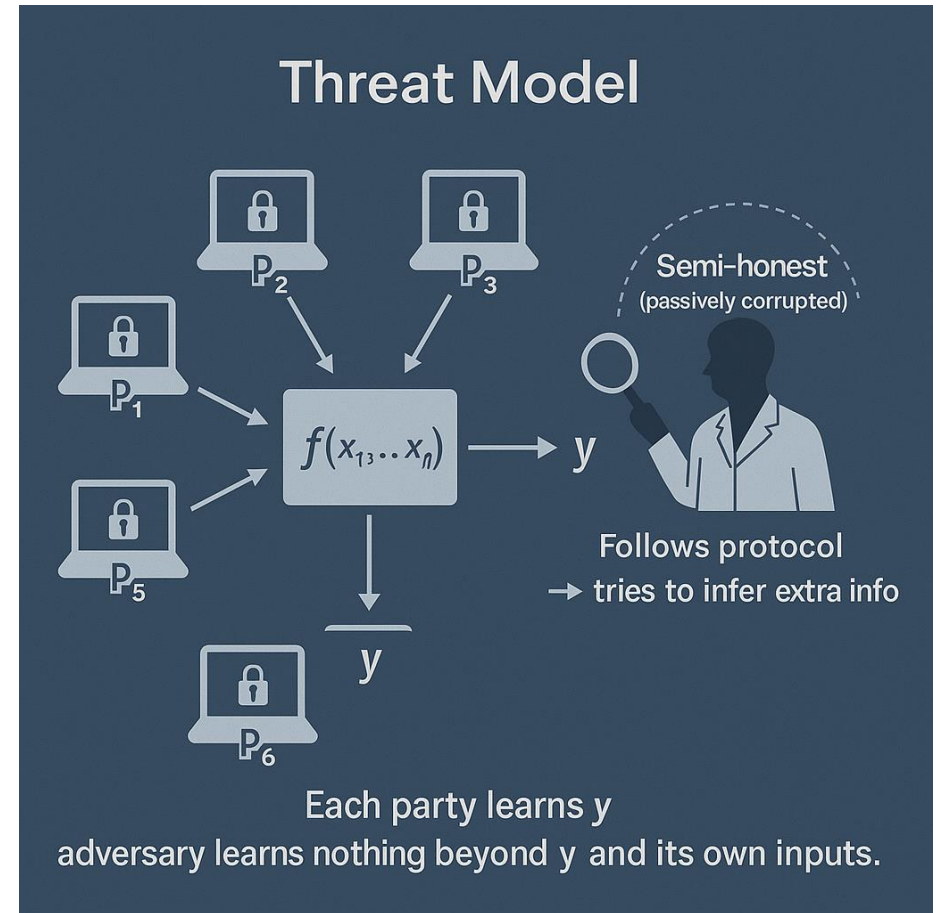 Threat Model
P2
P3
Semi-honest
(passively corrupted)
P1
f(x₁₃..xₙ)
y
P5
Follows protocol
→ tries to infer extra info
y
P6
Each party learns y
adversary learns nothing beyond y and its own inputs.